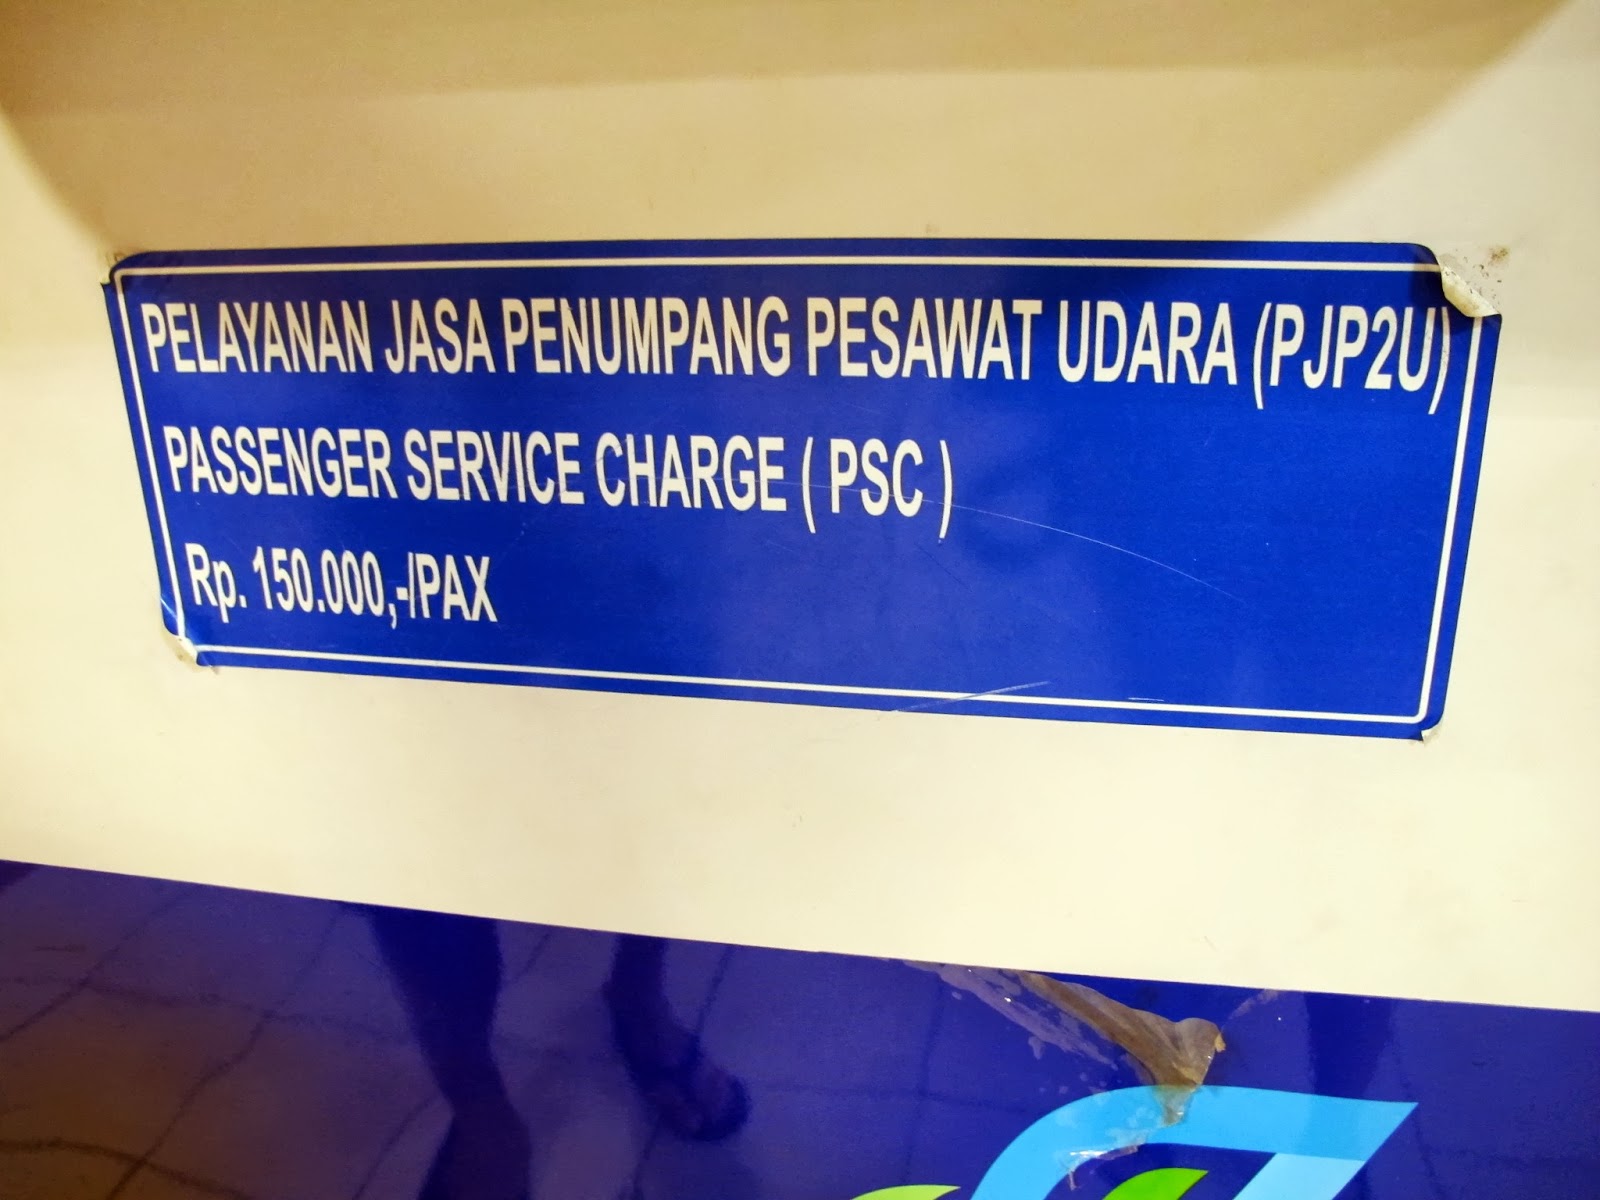 PELAYANAN JASA PENUMPANG PESAWAT UDARA (PJP2U)
PASSENGER SERVICE CHARGE ( PSC )
Rp. 150.000,-/PAX